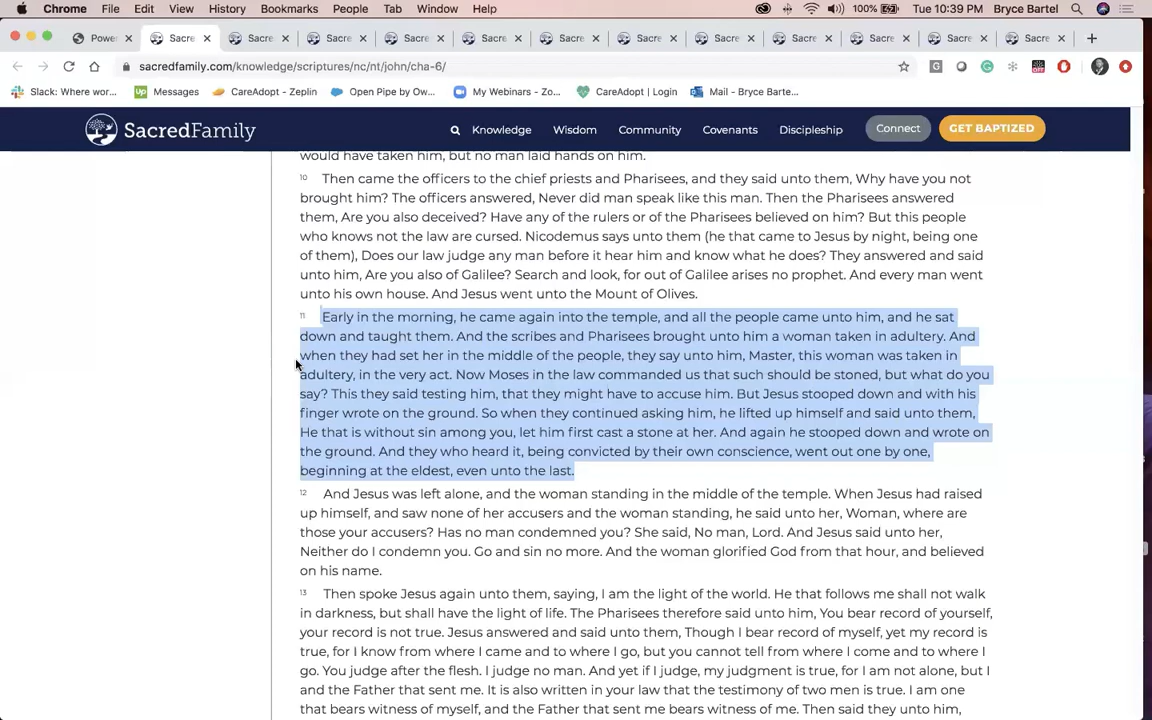 Chrome File Edit View History Bookmarks People Tab Window Help 100% Tue 10:39 PM Bryce Bartel
Power Sacre Sacre Sacre Sacre Sacre Sacre Sacre Sacre Sacre Sacre Sacre Sacre
sacredfamily.com/knowledge/scriptures/nc/nt/john/cha-6/
Slack: Where wor... Up Messages CareAdopt - Zeplin Open Pipe by Ow... My Webinars - Zo... CareAdopt | Login Mail - Bryce Barte...
SacredFamily Knowledge Wisdom Community Covenants Discipleship Connect GET BAPTIZED
would have taken him, but no man laid hands on him.
10 Then came the officers to the chief priests and Pharisees, and they said unto them, Why have you not
brought him? The officers answered, Never did man speak like this man. Then the Pharisees answered
them, Are you also deceived? Have any of the rulers or of the Pharisees believed on him? But this people
who knows not the law are cursed. Nicodemus says unto them (he that came to Jesus by night, being one
of them), Does our law judge any man before it hear him and know what he does? They answered and said
unto him, Are you also of Galilee? Search and look, for out of Galilee arises no prophet. And every man went
unto his own house. And Jesus went unto the Mount of Olives.
11 Early in the morning, he came again into the temple, and all the people came unto him, and he sat
down and taught them. And the scribes and Pharisees brought unto him a woman taken in adultery. And
when they had set her in the middle of the people, they say unto him, Master, this woman was taken in
adultery, in the very act. Now Moses in the law commanded us that such should be stoned, but what do you
say? This they said testing him, that they might have to accuse him. But Jesus stooped down and with his
finger wrote on the ground. So when they continued asking him, he lifted up himself and said unto them,
He that is without sin among you, let him first cast a stone at her. And again he stooped down and wrote on
the ground. And they who heard it, being convicted by their own conscience, went out one by one,
beginning at the eldest, even unto the last.
12 And Jesus was left alone, and the woman standing in the middle of the temple. When Jesus had raised
up himself, and saw none of her accusers and the woman standing, he said unto her, Woman, where are
those your accusers? Has no man condemned you? She said, No man, Lord. And Jesus said unto her,
Neither do I condemn you. Go and sin no more. And the woman glorified God from that hour, and believed
on his name.
13 Then spoke Jesus again unto them, saying, I am the light of the world. He that follows me shall not walk
in darkness, but shall have the light of life. The Pharisees therefore said unto him, You bear record of yourself,
your record is not true. Jesus answered and said unto them, Though I bear record of myself, yet my record is
true, for I know from where I came and to where I go, but you cannot tell from where I come and to where I
go. You judge after the flesh. I judge no man. And yet if I judge, my judgment is true, for I am not alone, but I
and the Father that sent me. It is also written in your law that the testimony of two men is true. I am one
that bears witness of myself, and the Father that sent me bears witness of me. Then said they unto him,